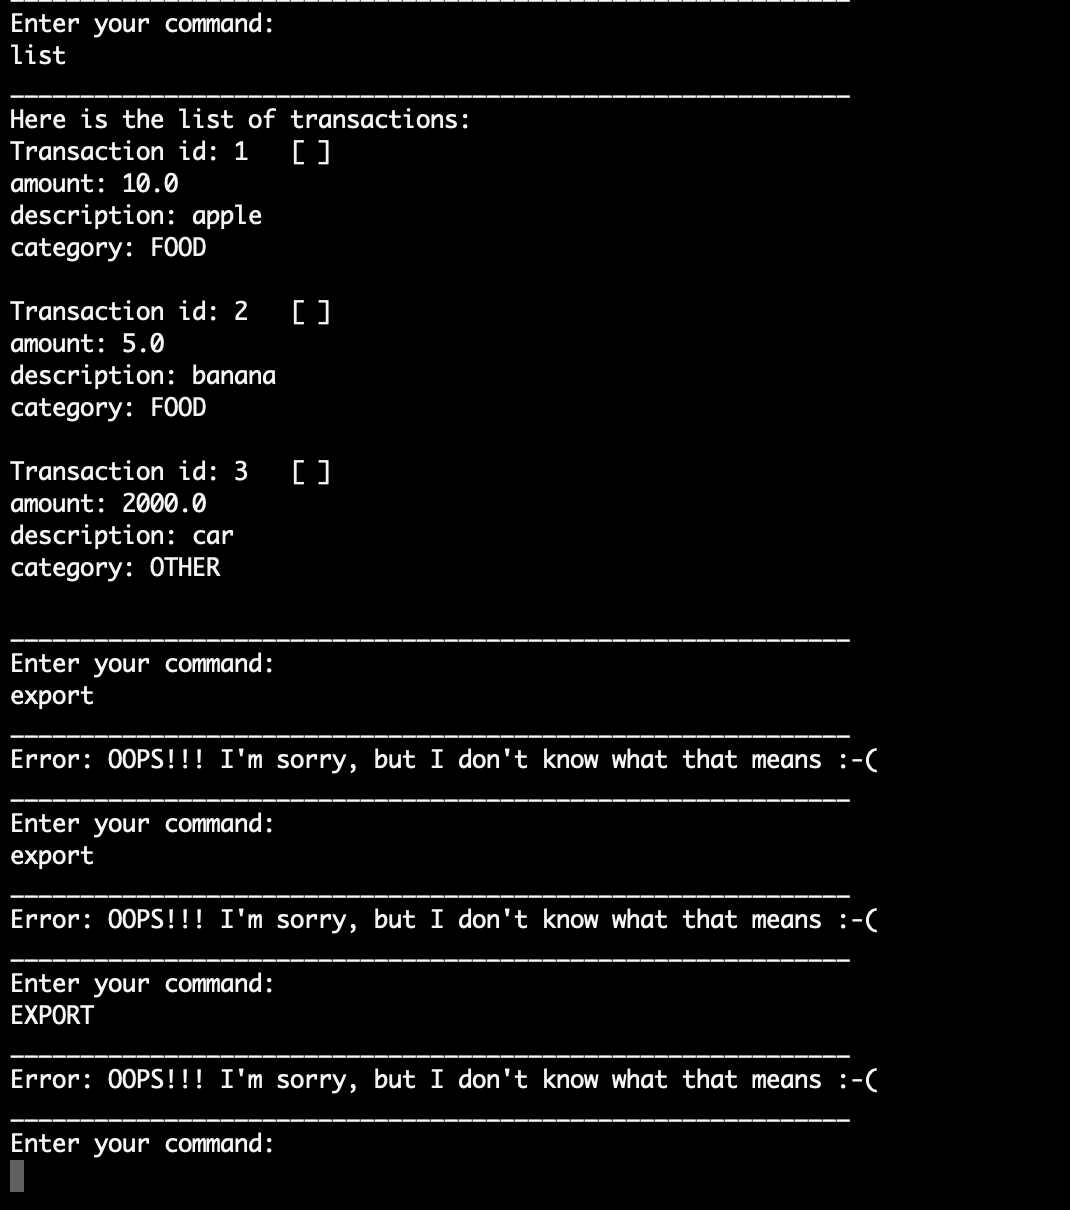 ____________________________________________________________
Enter your command:
list
____________________________________________________________
Here is the list of transactions:
Transaction id: 1   [ ]
amount: 10.0
description: apple
category: FOOD

Transaction id: 2   [ ]
amount: 5.0
description: banana
category: FOOD

Transaction id: 3   [ ]
amount: 2000.0
description: car
category: OTHER

____________________________________________________________
Enter your command:
export
____________________________________________________________
Error: OOPS!!! I'm sorry, but I don't know what that means :-(
____________________________________________________________
Enter your command:
export
____________________________________________________________
Error: OOPS!!! I'm sorry, but I don't know what that means :-(
____________________________________________________________
Enter your command:
EXPORT
____________________________________________________________
Error: OOPS!!! I'm sorry, but I don't know what that means :-(
____________________________________________________________
Enter your command: